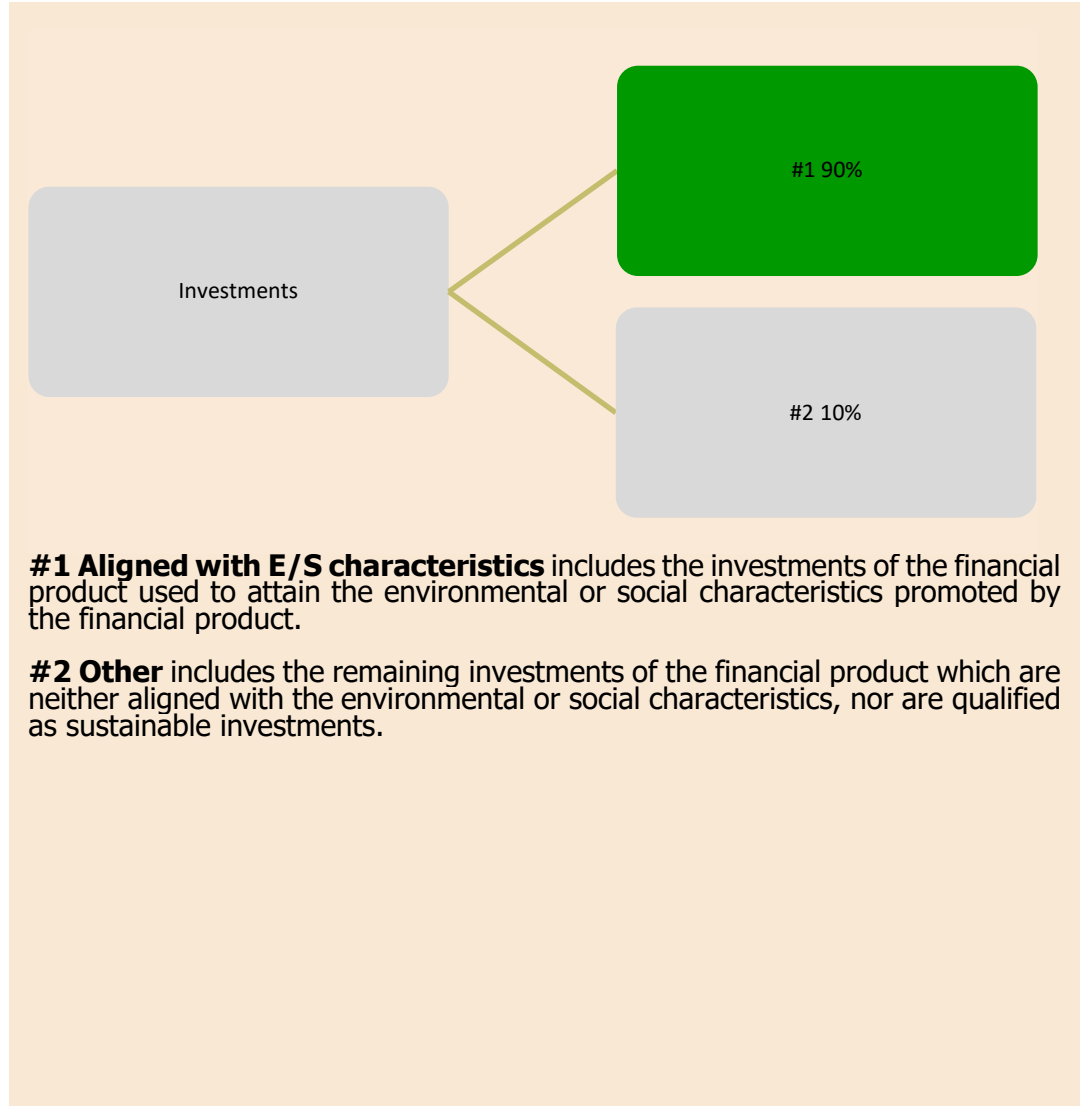 #1 90%
Investments
#2 10%
#1 Aligned with E/S characteristics includes the investments of the financial
product used to attain the environmental or social characteristics promoted by
the financial product.
#2 Other includes the remaining investments of the financial product which are
neither aligned with the environmental or social characteristics, nor are qualified
as sustainable investments.